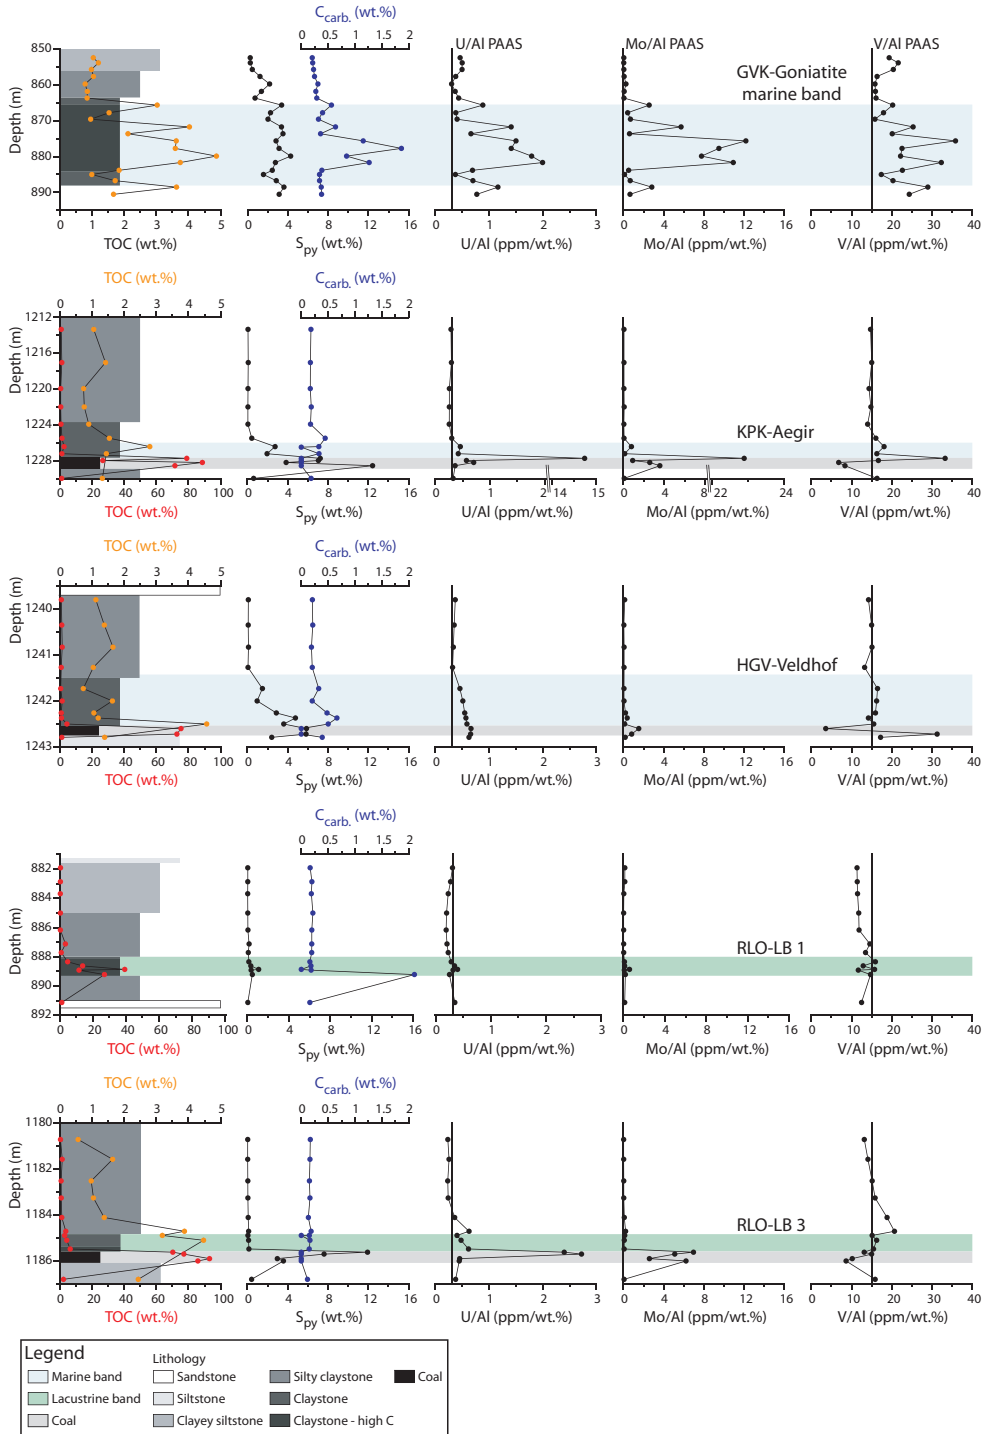 C carb. (wt.%)
0 0.5 1 1.5 2
U/Al PAAS Mo/Al PAAS V/Al PAAS
GVK-Goniatite
marine band
Depth (m)
850
860
870
880
890
0 1 2 3 4 5 0 4 8 12 16 0 1 2 3 0 4 8 12 16 0 10 20 30 40
TOC (wt.%) S py (wt.%) U/Al (ppm/wt.%) Mo/Al (ppm/wt.%) V/Al (ppm/wt.%)
TOC (wt.%) C carb. (wt.%)
0 1 2 3 4 5 0 0.5 1 1.5 2
KPK-Aegir
Depth (m)
1212
1216
1220
1224
1228
0 20 40 60 80 100 0 4 8 12 16 0 1 2 14 15 0 4 8 22 24 0 10 20 30 40
TOC (wt.%) S py (wt.%) U/Al (ppm/wt.%) Mo/Al (ppm/wt.%) V/Al (ppm/wt.%)
TOC (wt.%) C carb. (wt.%)
0 1 2 3 4 5 0 0.5 1 1.5 2
HGV-Veldhof
Depth (m)
1240
1241
1242
1243
0 20 40 60 80 100 0 4 8 12 16 0 1 2 3 0 4 8 12 16 0 10 20 30 40
TOC (wt.%) S py (wt.%) U/Al (ppm/wt.%) Mo/Al (ppm/wt.%) V/Al (ppm/wt.%)
C carb. (wt.%)
0 0.5 1 1.5 2
RLO-LB 1
Depth (m)
882
884
886
888
890
892
0 20 40 60 80 100 0 4 8 12 16 0 1 2 3 0 4 8 12 16 0 10 20 30 40
TOC (wt.%) S py (wt.%) U/Al (ppm/wt.%) Mo/Al (ppm/wt.%) V/Al (ppm/wt.%)
TOC (wt.%) C carb. (wt.%)
0 1 2 3 4 5 0 0.5 1 1.5 2
RLO-LB 3
Depth (m)
1180
1182
1184
1186
0 20 40 60 80 100 0 4 8 12 16 0 1 2 3 0 4 8 12 16 0 10 20 30 40
TOC (wt.%) S py (wt.%) U/Al (ppm/wt.%) Mo/Al (ppm/wt.%) V/Al (ppm/wt.%)
Legend
Lithology
Marine band Sandstone Silty claystone Coal
Lacustrine band Siltstone Claystone
Coal Clayey siltstone Claystone - high C